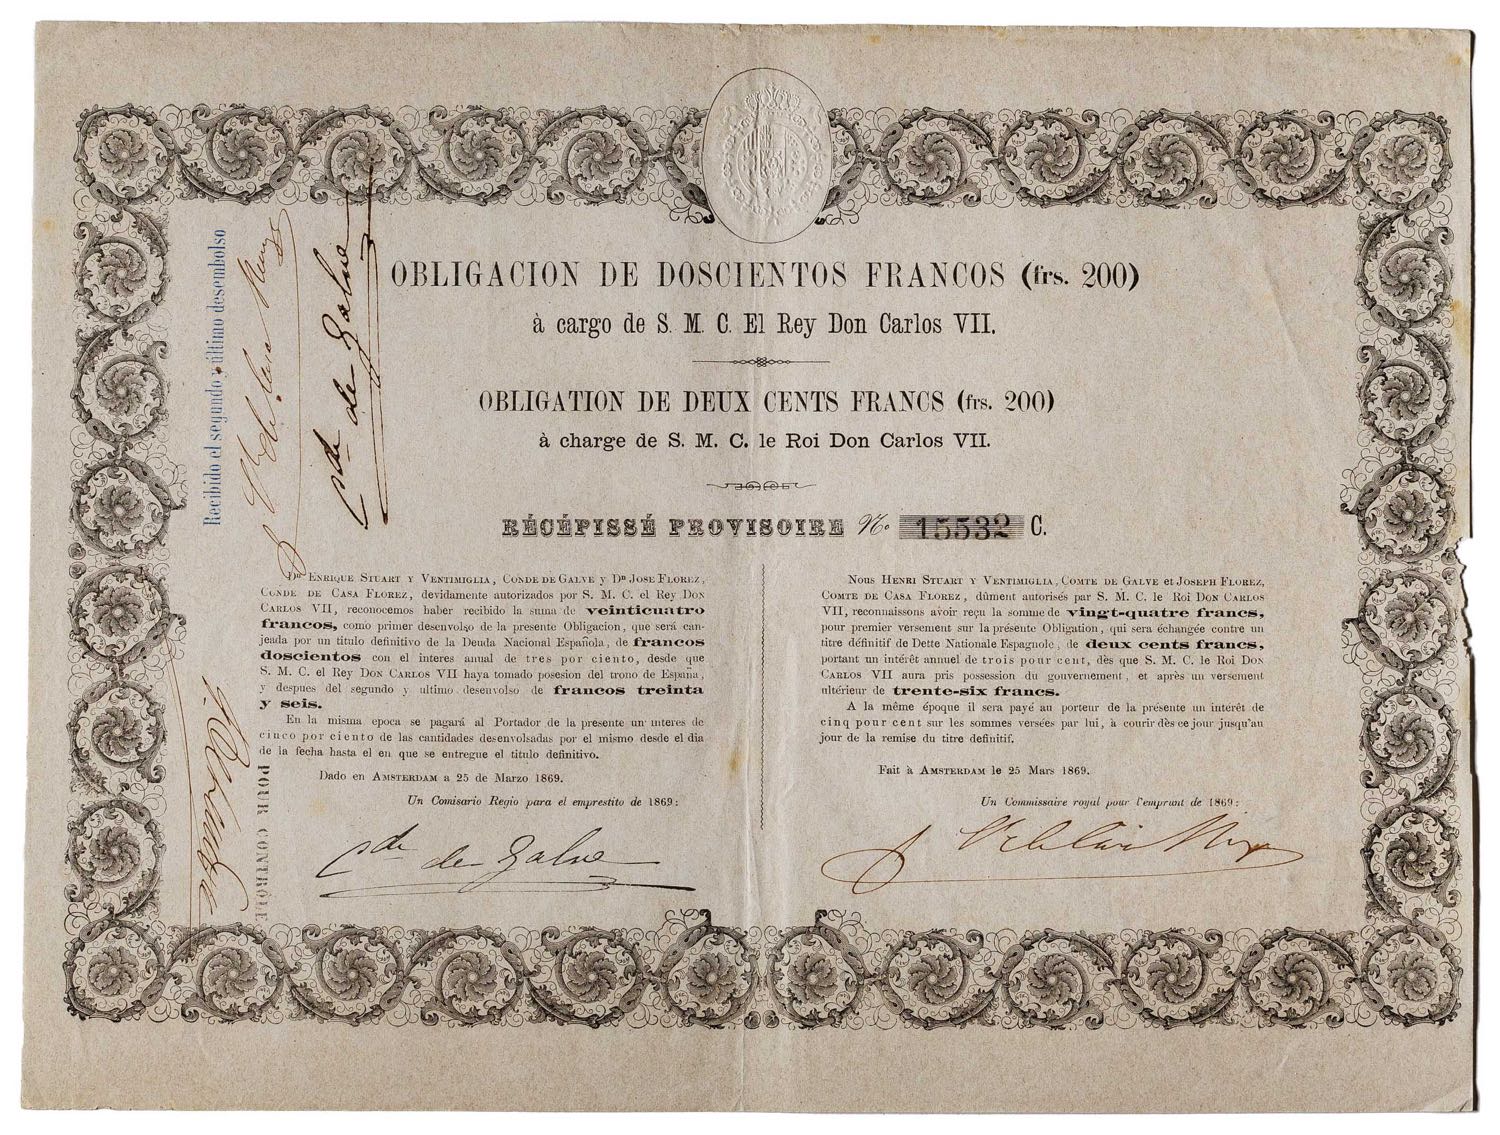 OBLIGACION DE DOSCIENTOS FRANCOS (frs. 200)
à cargo de S. M. C. El Rey Don Carlos VII.
OBLIGATION DE DEUX CENTS FRANCS (frs. 200)
à charge de S. M. C. le Roi Don Carlos VII.
RÉCÉPISSÉ PROVISOIRE No. 15532 C.
Recibido el segundo y último desembolso
Cde de Galve
Dn Enrique Stuart y Ventimiglia, Conde de Galve y Dn Jose Florez,
Conde de Casa Florez, devidamente autorizados por S. M. C. el Rey Don
Carlos VII, reconocemos haber recibido la suma de veinticuatro
francos, como primer desenvolso de la presente Obligacion, que será can-
jeada por un titulo definitivo de la Deuda Nacional Española, de francos
doscientos con el interes anual de tres por ciento, desde que
S. M. C. el Rey Don Carlos VII haya tomado posesion del trono de España,
y despues del segundo y ultimo desenvolso de francos treinta
y seis.
En la misma epoca se pagará al Portador de la presente un interes de
cinco por ciento de las cantidades desenvolsadas por el mismo desde el dia
de la fecha hasta el en que se entregue el titulo definitivo.
Dado en Amsterdam a 25 de Marzo 1869.
Un Comisario Regio para el emprestito de 1869:
Cde de Galve
POUR CONTRÔLE
Nous Henri Stuart y Ventimiglia, Comte de Galve et Joseph Florez,
Comte de Casa Florez, dûment autorisés par S. M. C. le Roi Don Carlos
VII, reconnaissons avoir reçu la somme de vingt-quatre francs,
pour premier versement sur la présente Obligation, qui sera échangée contre un
titre définitif de Dette Nationale Espagnole, de deux cents francs,
portant un intérêt annuel de trois pour cent, dès que S. M. C. le Roi Don
Carlos VII aura pris possession du gouvernement, et après un versement
ultérieur de trente-six francs.
A la même époque il sera payé au porteur de la présente un intérêt de
cinq pour cent sur les sommes versées par lui, à courir dès ce jour jusqu'au
jour de la remise du titre definitif.
Fait à Amsterdam le 25 Mars 1869.
Un Commissaire royal pour l'emprunt de 1869: